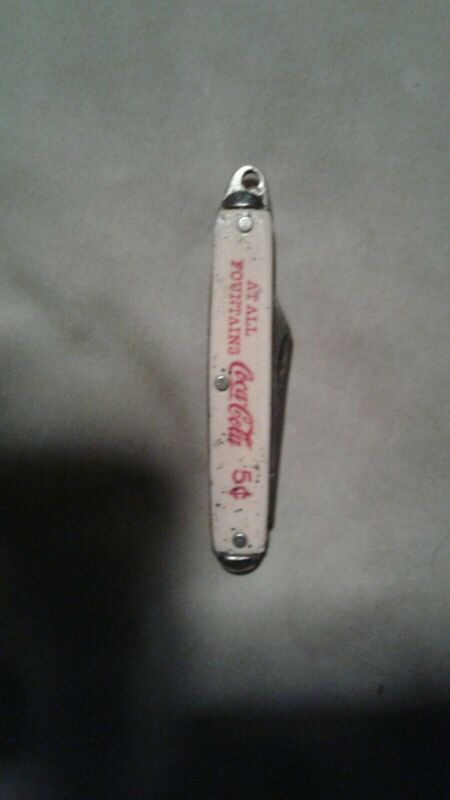 AT ALL
FOUNTAINS
Coca-Cola
5¢